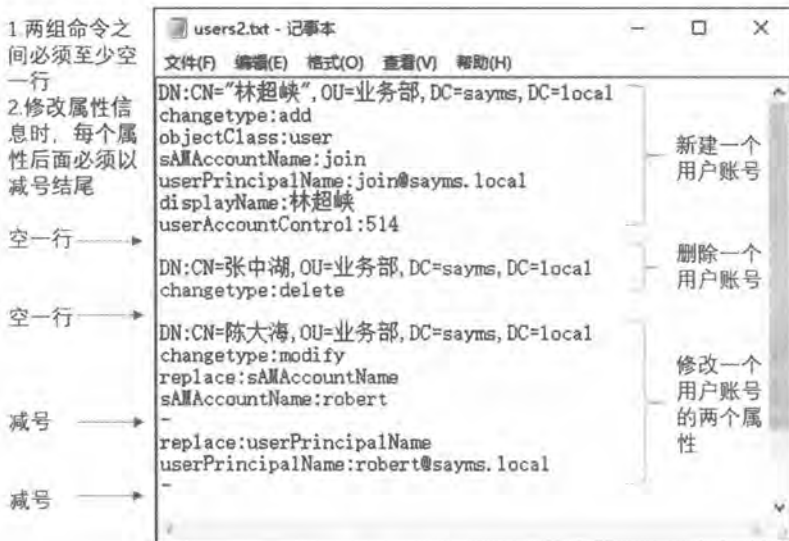 1.两组命令之
间必须至少空
一行
2.修改属性信
息时，每个属
性后面必须以
减号结尾
空一行
空一行
减号
减号
users2.txt - 记事本
文件(F) 编辑(E) 格式(O) 查看(V) 帮助(H)
DN:CN="林超峡",OU=业务部,DC=sayms,DC=local
changetype:add
objectClass:user
sAMAccountName:join
userPrincipalName:join@sayms.local
displayName:林超峡
userAccountControl:514
DN:CN=张中湖,OU=业务部,DC=sayms,DC=local
changetype:delete
DN:CN=陈大海,OU=业务部,DC=sayms,DC=local
changetype:modify
replace:sAMAccountName
sAMAccountName:robert
-
replace:userPrincipalName
userPrincipalName:robert@sayms.local
-
新建一个
用户账号
删除一个
用户账号
修改一个
用户账号
的两个属
性